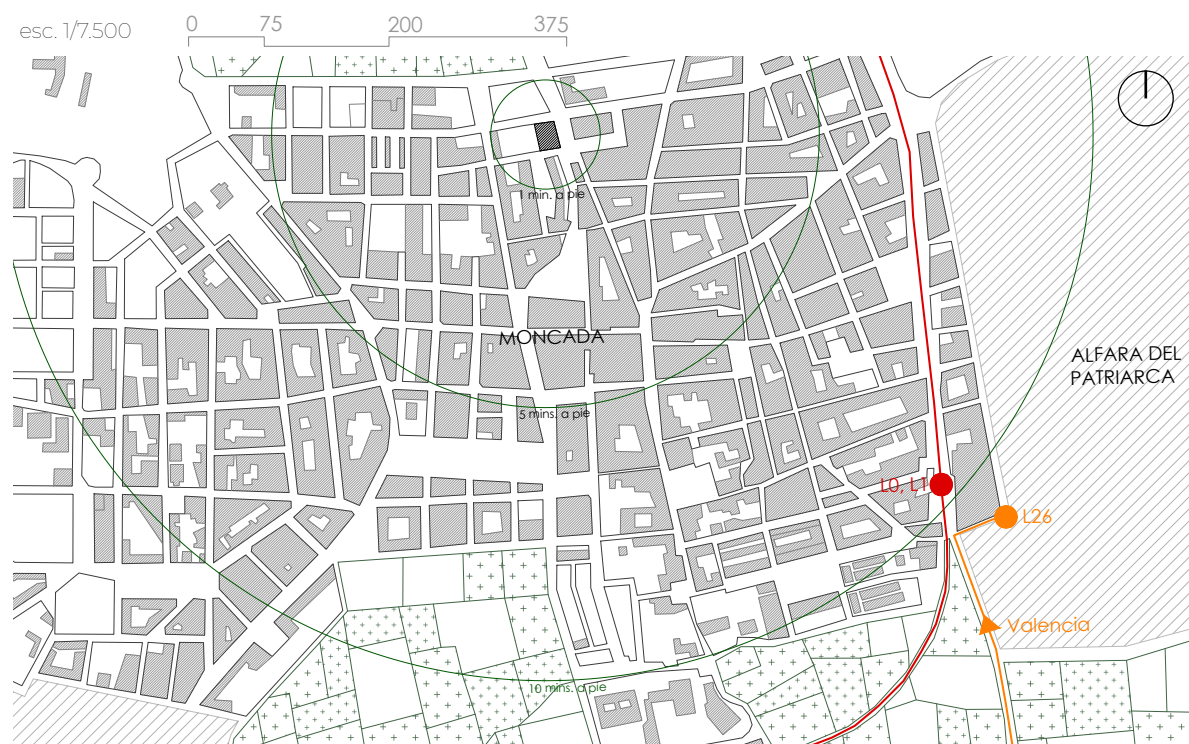 esc. 1/7.500
0 75 200 375
1 min. a pie
MONCADA
ALFARA DEL
PATRIARCA
5 mins. a pie
L0, L1
L26
Valencia
10 mins. a pie